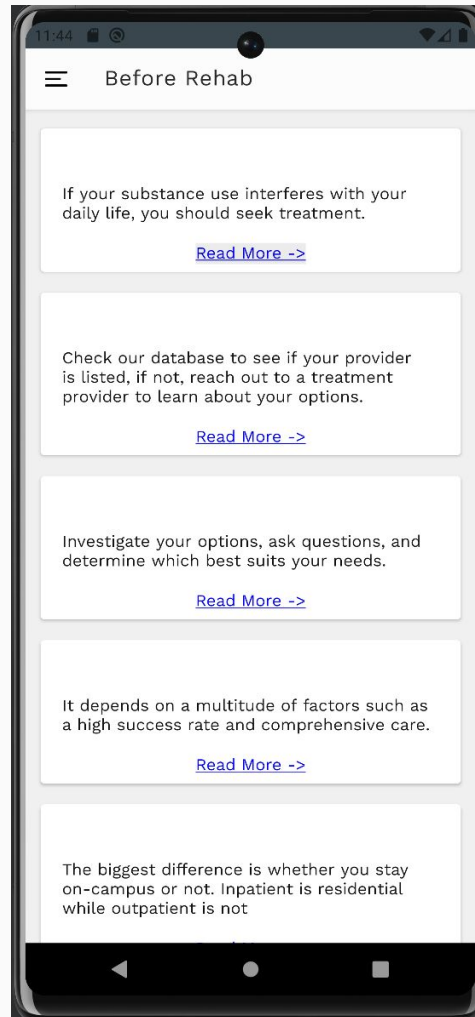 11:44
Before Rehab
If your substance use interferes with your
daily life, you should seek treatment.
Read More ->
Check our database to see if your provider
is listed, if not, reach out to a treatment
provider to learn about your options.
Read More ->
Investigate your options, ask questions, and
determine which best suits your needs.
Read More ->
It depends on a multitude of factors such as
a high success rate and comprehensive care.
Read More ->
The biggest difference is whether you stay
on-campus or not. Inpatient is residential
while outpatient is not